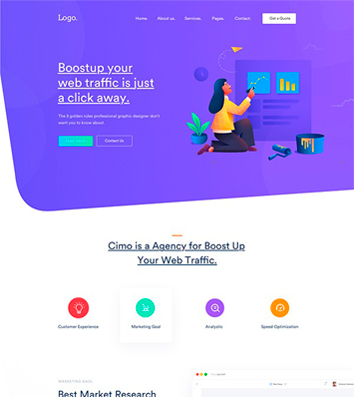 Logo.
Home About us. Services. Pages. Contact. Get a Quote
Boostup your
web traffic is just
a click away.
The 5 golden rules professional graphic designer don't
want you to know about.
Contact Us
Cimo is a Agency for Boost Up
Your Web Traffic.
Customer Experience Marketing Goal Analystic Speed Optimization
MARKETING GOAL
Best Market Research